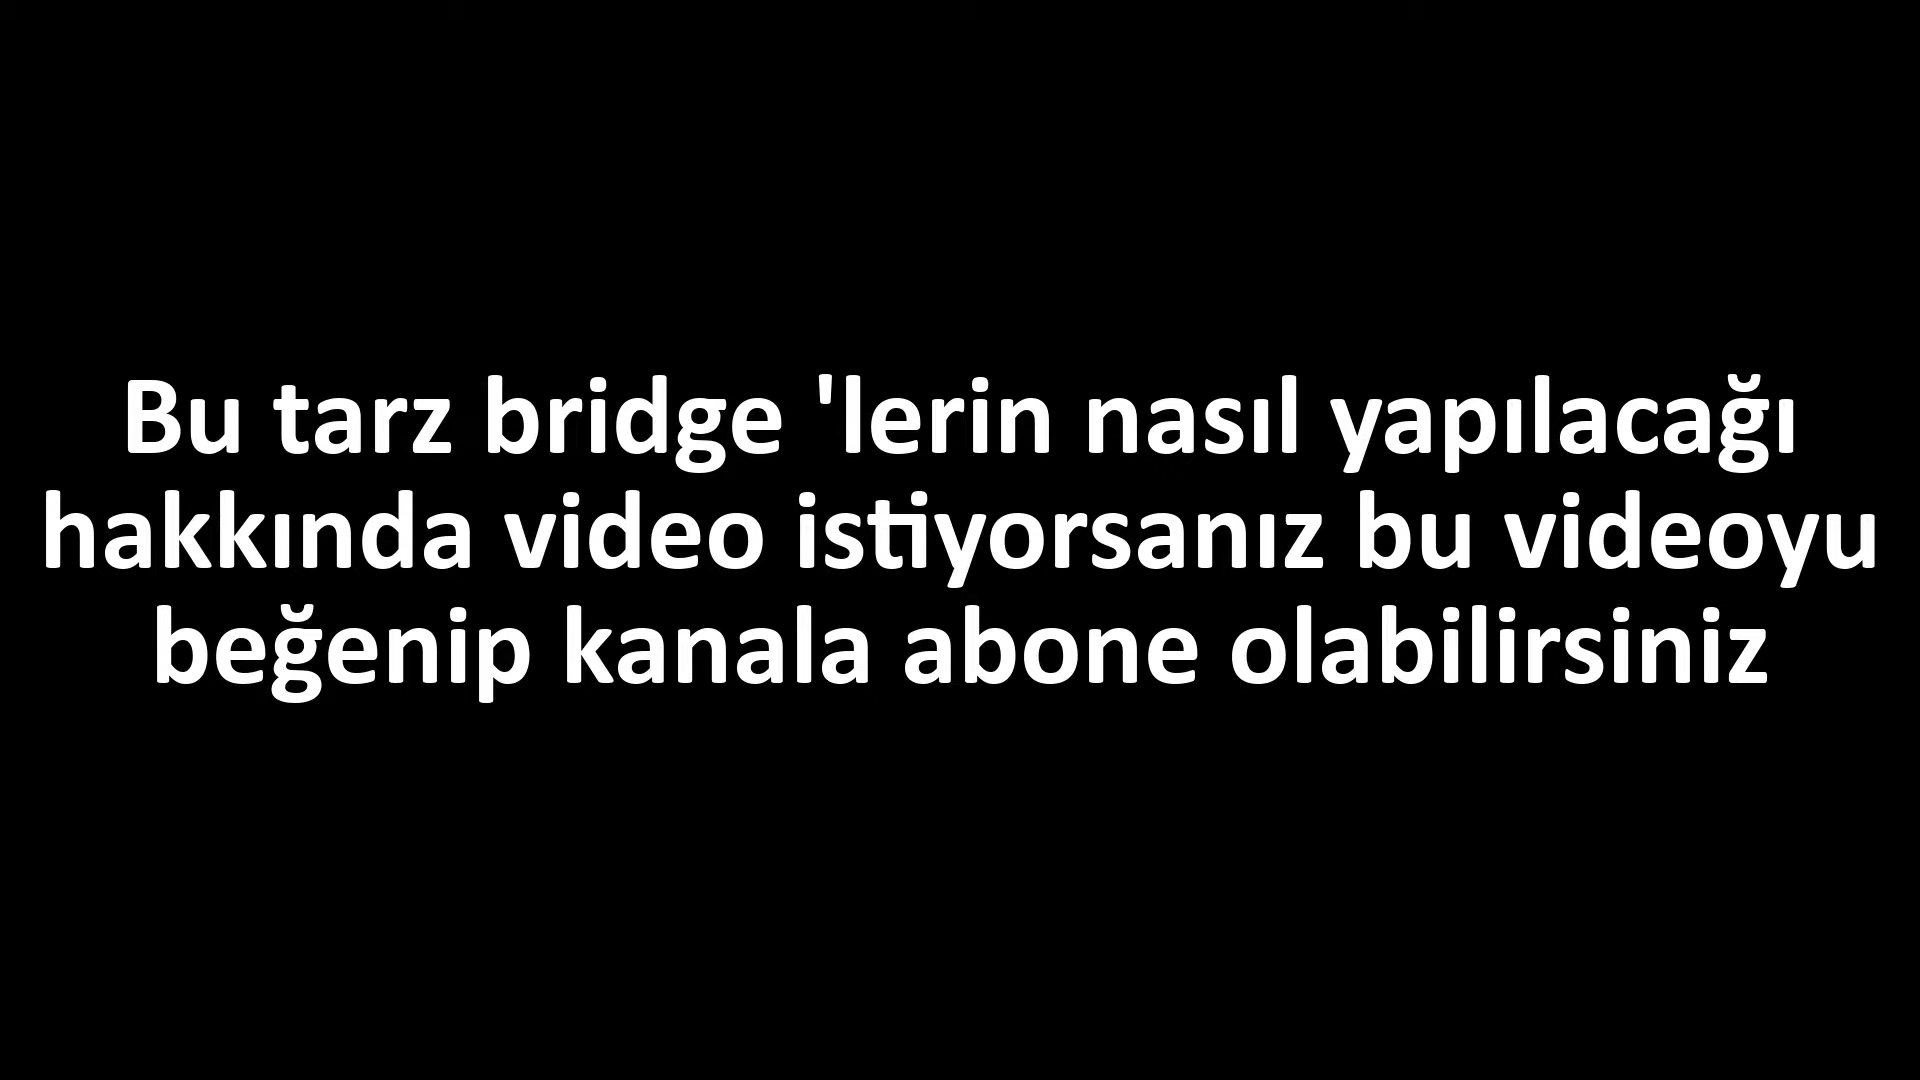 Bu tarz bridge 'lerin nasıl yapılacağı
hakkında video istiyorsanız bu videoyu
beğenip kanala abone olabilirsiniz